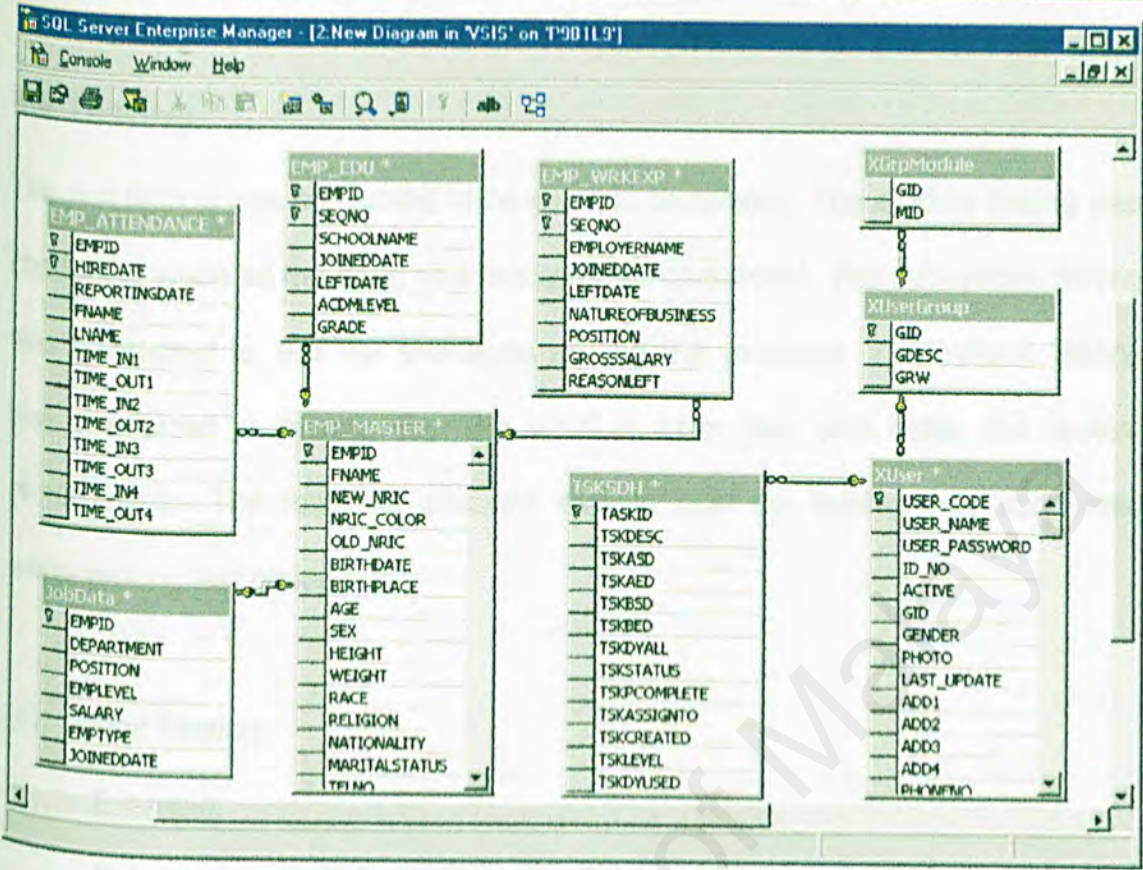 SQL Server Enterprise Manager - [2:New Diagram in 'VSIS' on 'P9B1L9']
Console Window Help
EMP_ATTENDANCE *
EMPID
HIREDATE
REPORTINGDATE
FNAME
LNAME
TIME_IN1
TIME_OUT1
TIME_IN2
TIME_OUT2
TIME_IN3
TIME_OUT3
TIME_IN4
TIME_OUT4
EMP_EDU *
EMPID
SEQNO
SCHOOLNAME
JOINEDDATE
LEFTDATE
ACDMLEVEL
GRADE
EMP_WRKEXP *
EMPID
SEQNO
EMPLOYERNAME
JOINEDDATE
LEFTDATE
NATUREOFBUSINESS
POSITION
GROSSSALARY
REASONLEFT
XGrpModule
GID
MID
XUserGroup
GID
GDESC
GRW
JobData *
EMPID
DEPARTMENT
POSITION
EMPLEVEL
SALARY
EMPTYPE
JOINEDDATE
EMP_MASTER *
EMPID
FNAME
NEW_NRIC
NRIC_COLOR
OLD_NRIC
BIRTHDATE
BIRTHPLACE
AGE
SEX
HEIGHT
WEIGHT
RACE
RELIGION
NATIONALITY
MARITALSTATUS
TELNO
TSKSDH *
TASKID
TSKDESC
TSKASD
TSKAED
TSKBSD
TSKBED
TSKDYALL
TSKSTATUS
TSKPCOMPLETE
TSKASSIGNTO
TSKCREATED
TSKLEVEL
TSKDYUSED
XUser *
USER_CODE
USER_NAME
USER_PASSWORD
ID_NO
ACTIVE
GID
GENDER
PHOTO
LAST_UPDATE
ADD1
ADD2
ADD3
ADD4
PHONENO
of Malaya